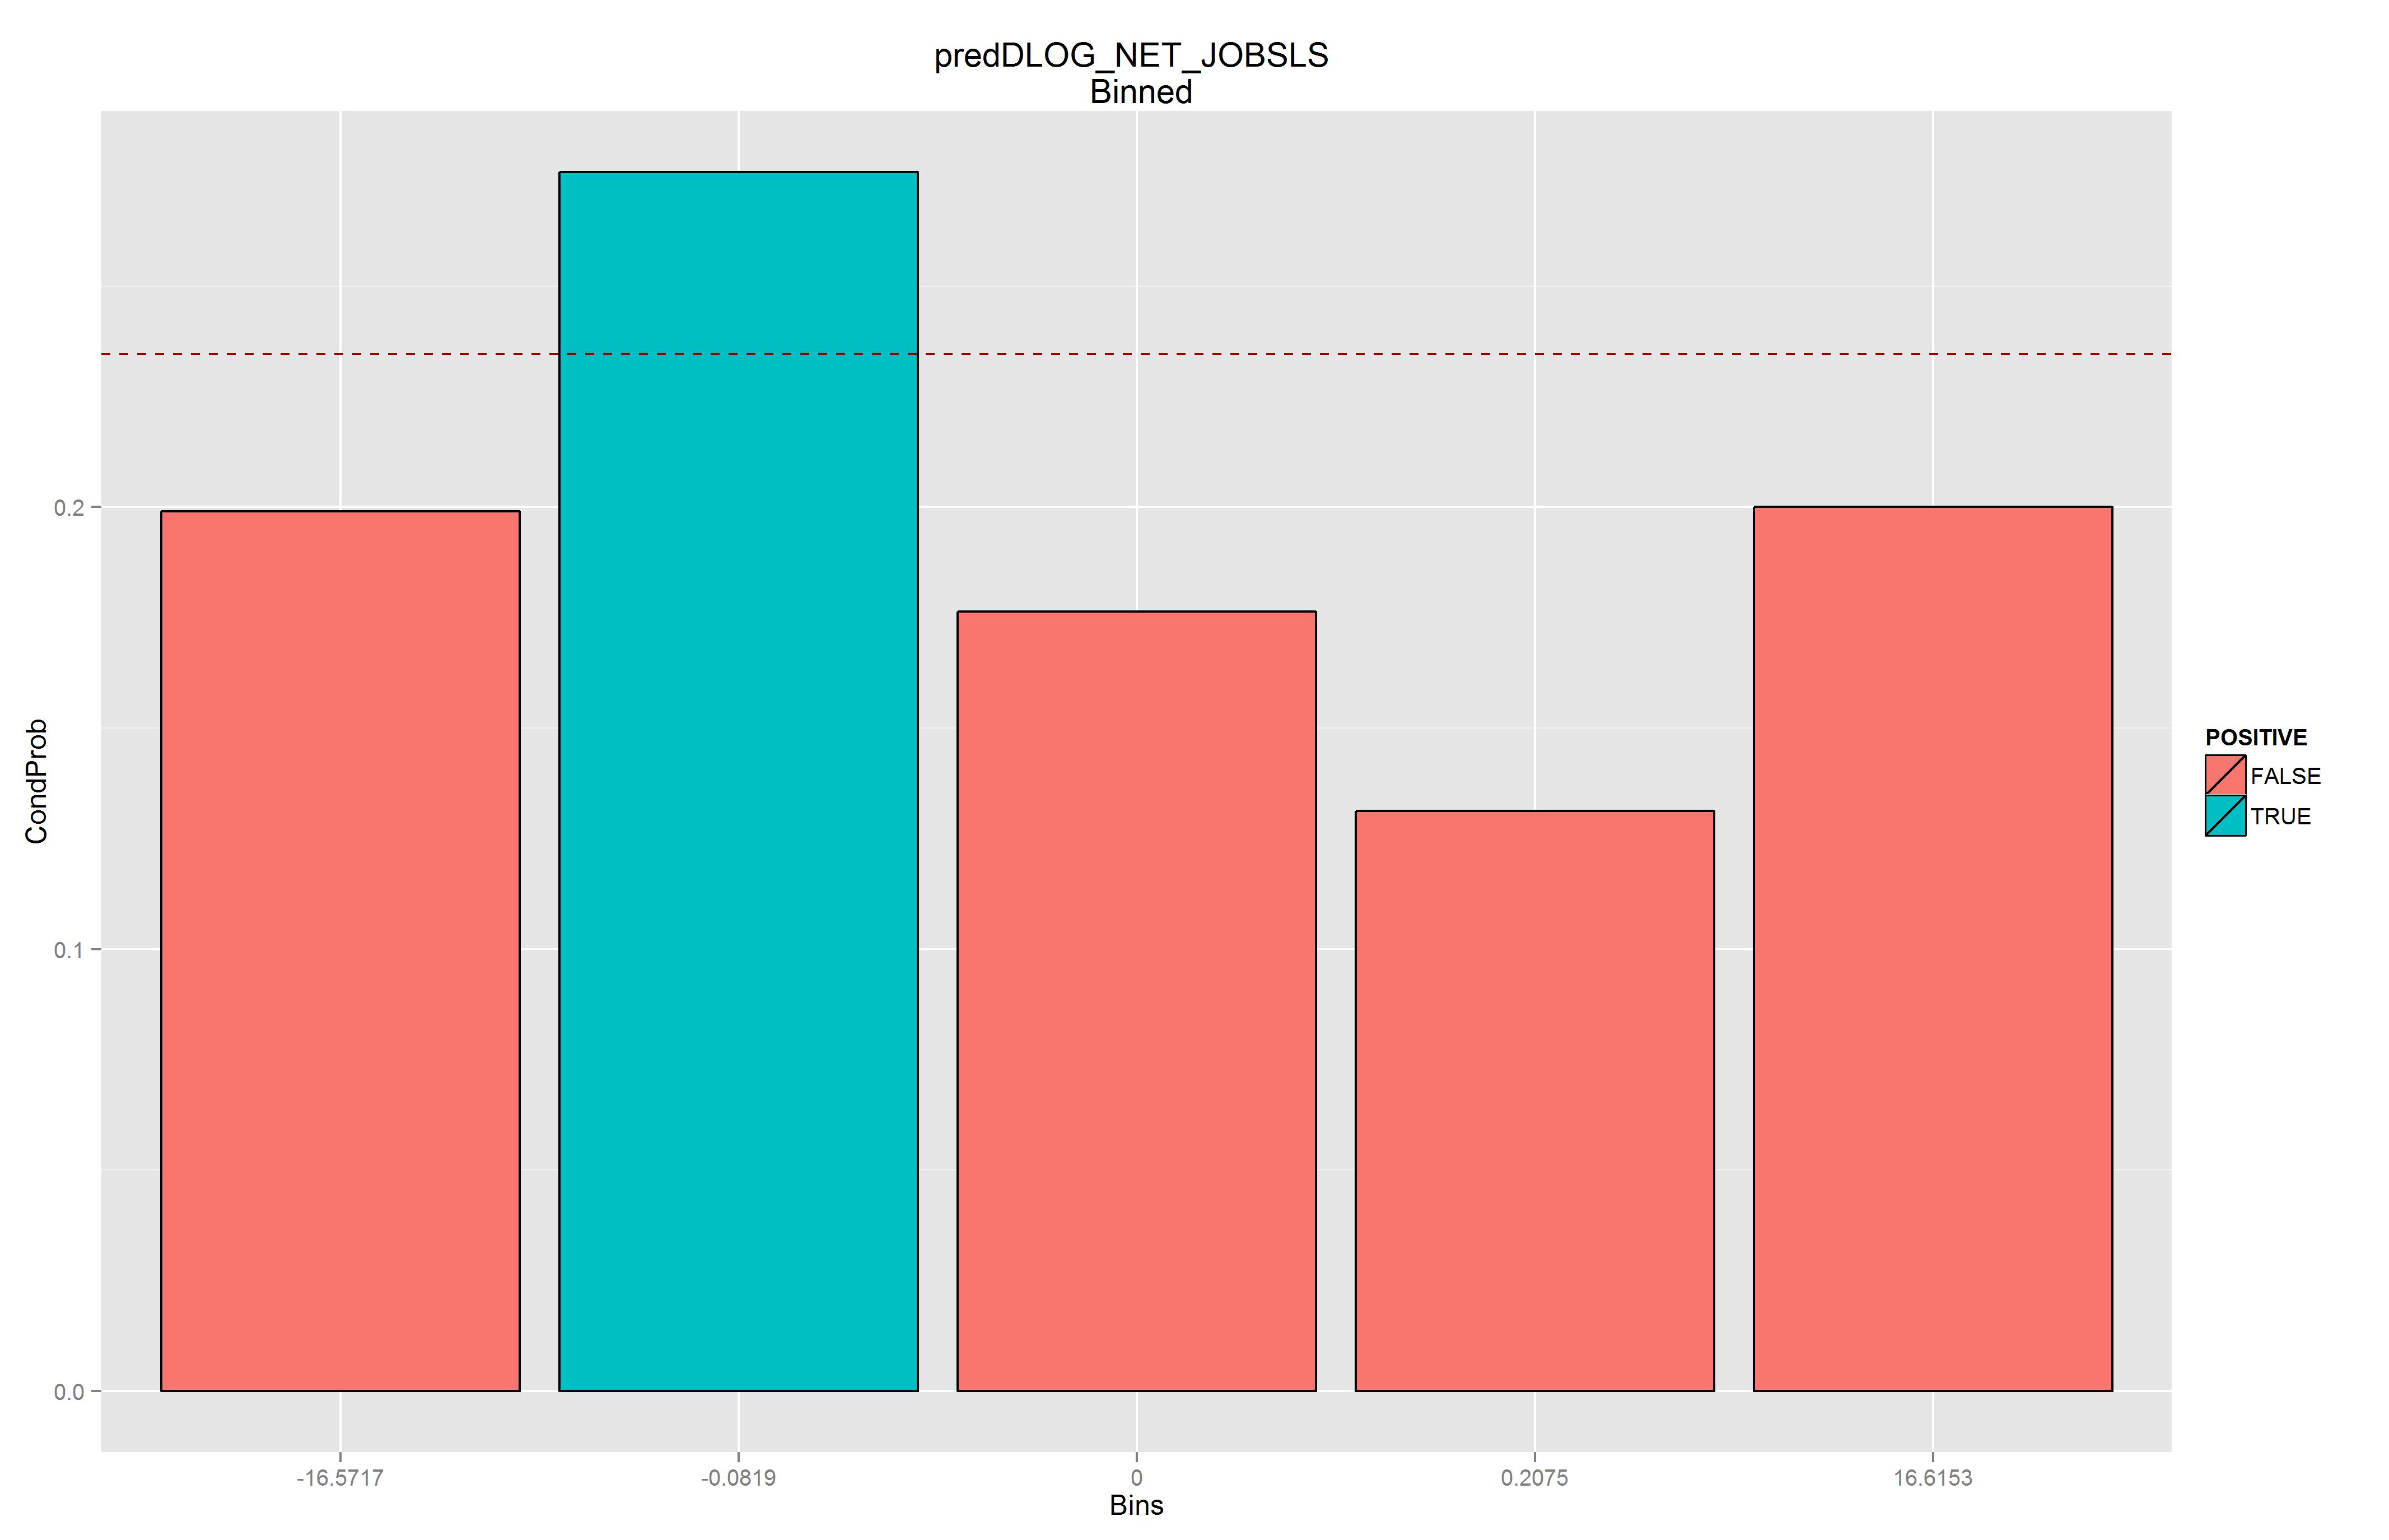 predDLOG_NET_JOBSLS
Binned
0.2
0.1
0.0
CondProb
-16.5717
-0.0819
0
0.2075
16.6153
Bins
POSITIVE
FALSE
TRUE